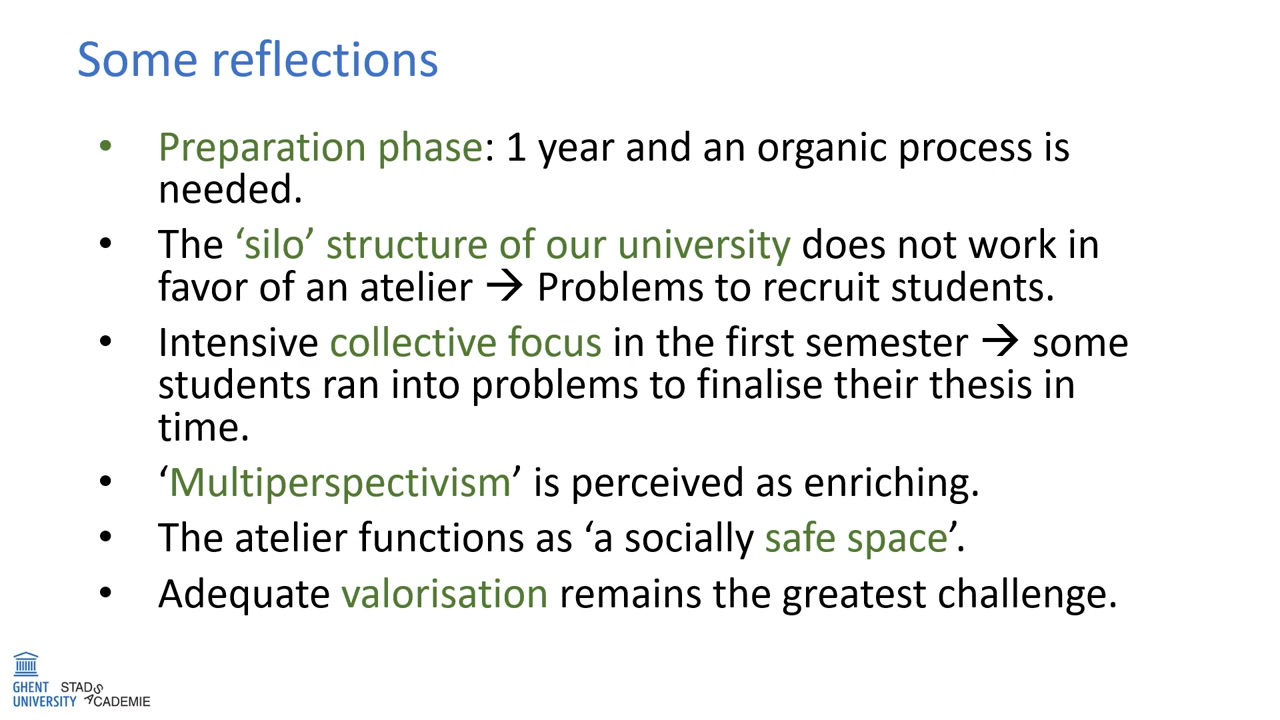 Some reflections
• Preparation phase: 1 year and an organic process is
needed.
• The ‘silo’ structure of our university does not work in
favor of an atelier → Problems to recruit students.
• Intensive collective focus in the first semester → some
students ran into problems to finalise their thesis in
time.
• ‘Multiperspectivism’ is perceived as enriching.
• The atelier functions as ‘a socially safe space’.
• Adequate valorisation remains the greatest challenge.
GHENT
UNIVERSITY
STADS
ACADEMIE